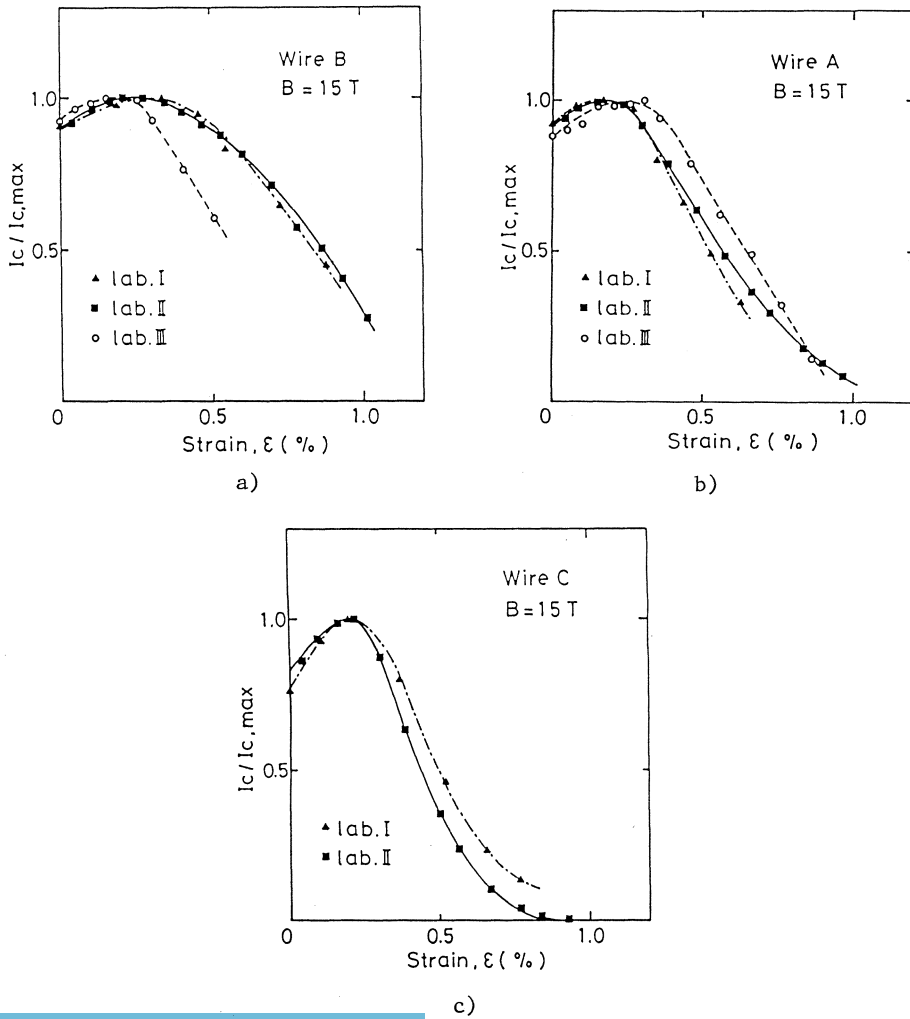 Wire B
B = 15 T
1.0
0.5
Ic / Ic,max
lab. I
lab. II
lab. III
0
0.5
1.0
Strain, ε ( % )
a)
Wire A
B = 15 T
1.0
0.5
Ic / Ic,max
lab. I
lab. II
lab. III
0
0.5
1.0
Strain, ε ( % )
b)
Wire C
B = 15 T
1.0
0.5
Ic / Ic,max
lab. I
lab. II
0
0.5
1.0
Strain, ε ( % )
c)